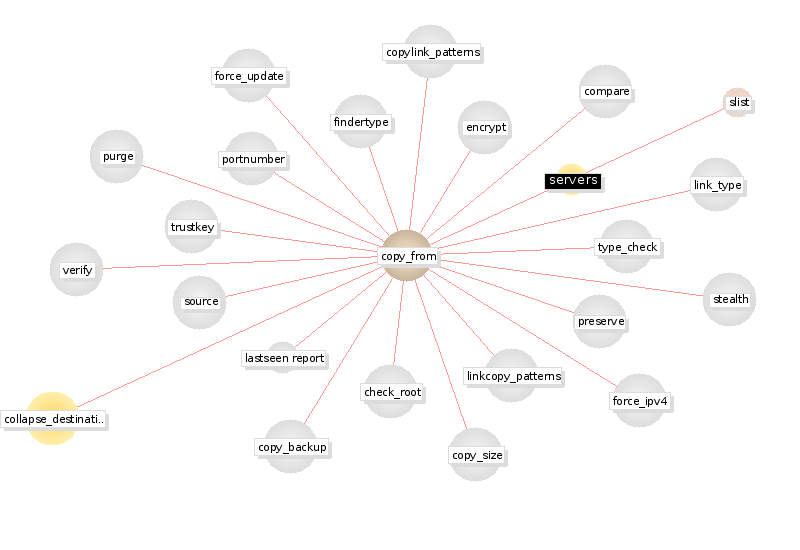 copylink_patterns
force_update
compare
slist
findertype
encrypt
purge
portnumber
servers
link_type
trustkey
type_check
copy_from
verify
source
stealth
preserve
lastseen report
linkcopy_patterns
check_root
force_ipv4
collapse_destinati..
copy_backup
copy_size